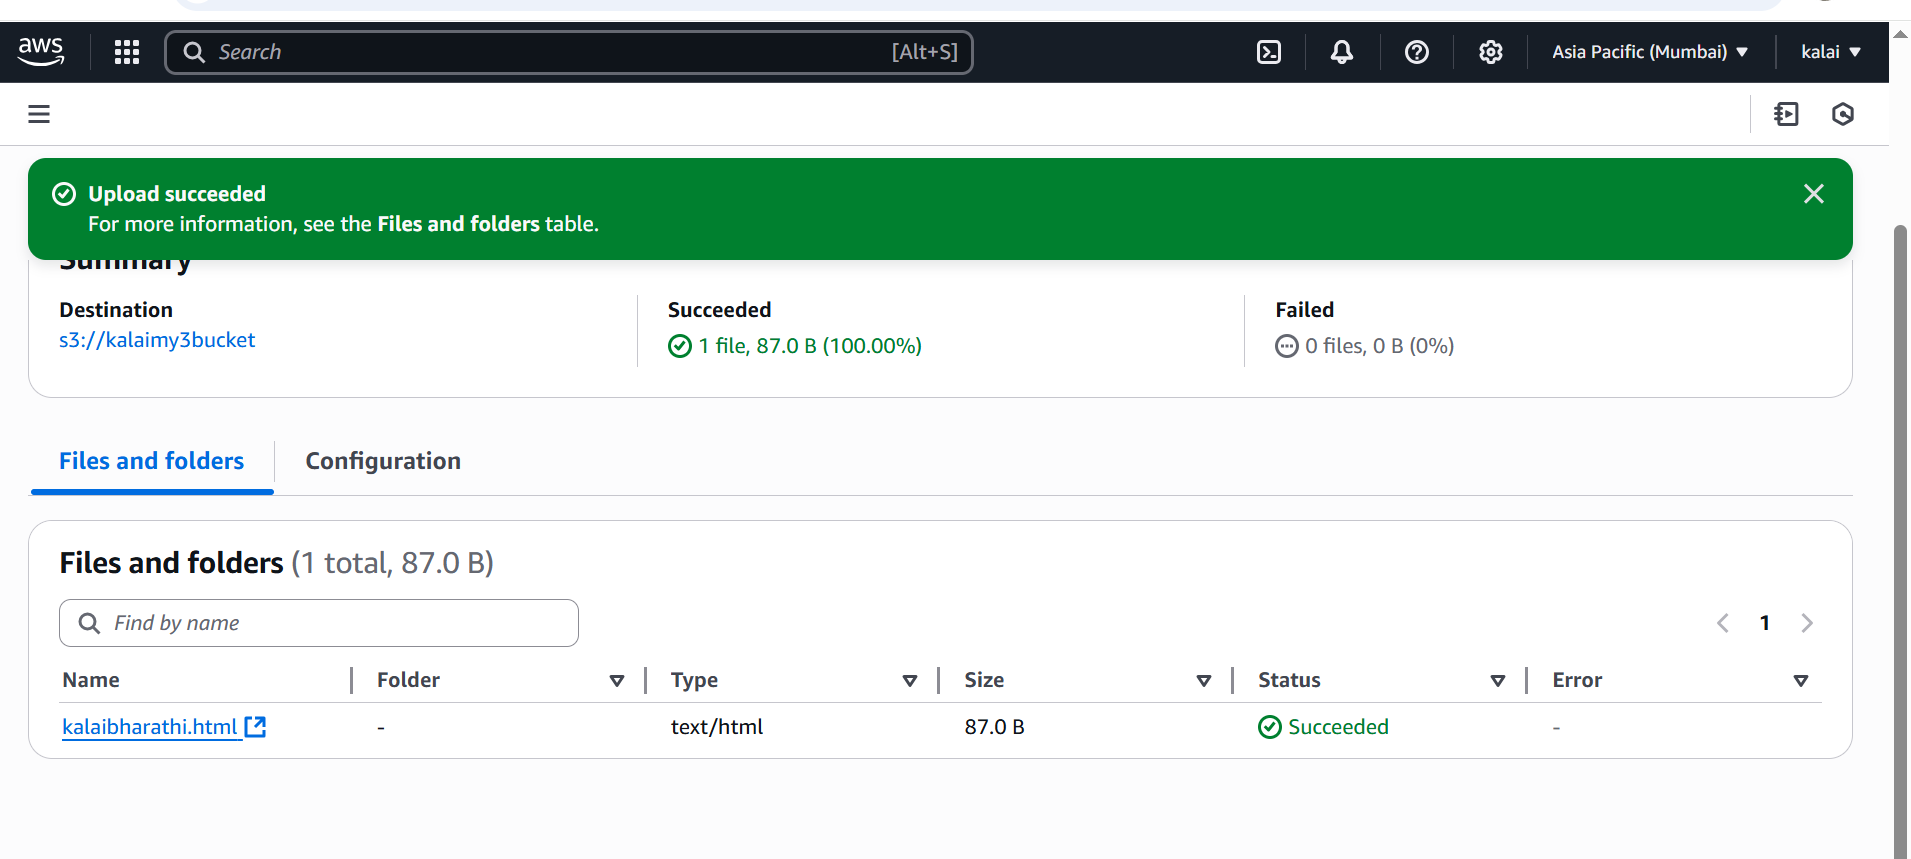 aws
Search [Alt+S]
Asia Pacific (Mumbai)
kalai
Upload succeeded
For more information, see the Files and folders table.
Summary
Destination
s3://kalaimy3bucket
Succeeded
1 file, 87.0 B (100.00%)
Failed
0 files, 0 B (0%)
Files and folders
Configuration
Files and folders (1 total, 87.0 B)
Find by name
1
Name Folder Type Size Status Error
kalaibharathi.html - text/html 87.0 B Succeeded -